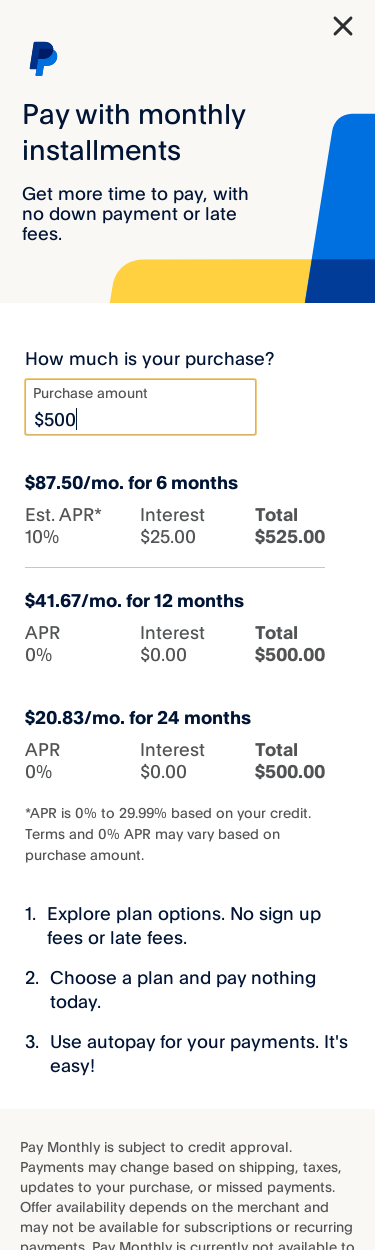 Pay with monthly
installments
Get more time to pay, with
no down payment or late
fees.
How much is your purchase?
Purchase amount
$500
$87.50/mo. for 6 months
Est. APR* Interest Total
10% $25.00 $525.00
$41.67/mo. for 12 months
APR Interest Total
0% $0.00 $500.00
$20.83/mo. for 24 months
APR Interest Total
0% $0.00 $500.00
*APR is 0% to 29.99% based on your credit.
Terms and 0% APR may vary based on
purchase amount.
1. Explore plan options. No sign up
fees or late fees.
2. Choose a plan and pay nothing
today.
3. Use autopay for your payments. It's
easy!
Pay Monthly is subject to credit approval.
Payments may change based on shipping, taxes,
updates to your purchase, or missed payments.
Offer availability depends on the merchant and
may not be available for subscriptions or recurring
payments. Pay Monthly is currently not available to